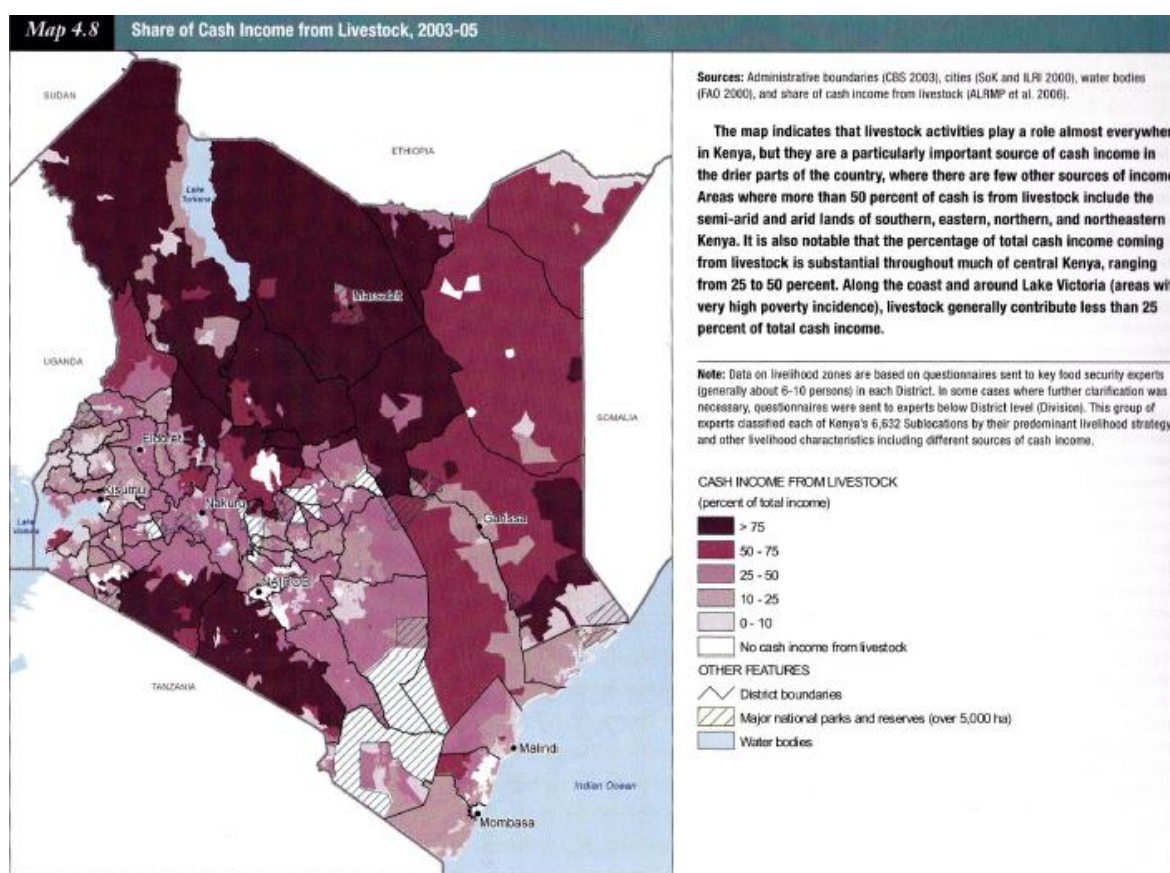 Map 4.8 Share of Cash Income from Livestock, 2003-05
Sources: Administrative boundaries (CBS 2003), cities (SoK and ILRI 2000), water bodies
(FAO 2000), and share of cash income from livestock (ALRMP et al. 2006).
The map indicates that livestock activities play a role almost everywher
in Kenya, but they are a particularly important source of cash income in
the drier parts of the country, where there are few other sources of income
Areas where more than 50 percent of cash is from livestock include the
semi-arid and arid lands of southern, eastern, northern, and northeastern
Kenya. It is also notable that the percentage of total cash income coming
from livestock is substantial throughout much of central Kenya, ranging
from 25 to 50 percent. Along the coast and around Lake Victoria (areas wi
very high poverty incidence), livestock generally contribute less than 25
percent of total cash income.
Note: Data on livelihood zones are based on questionnaires sent to key food security experts
(generally about 6-10 persons) in each District. In some cases where further clarification was
necessary, questionnaires were sent to experts below District level (Division). This group of
experts classified each of Kenya's 6,632 Sublocations by their predominant livelihood strategy
and other livelihood characteristics including different sources of cash income.
CASH INCOME FROM LIVESTOCK
(percent of total income)
> 75
50 - 75
25 - 50
10 - 25
0 - 10
No cash income from livestock
OTHER FEATURES
District boundaries
Major national parks and reserves (over 5,000 ha)
Water bodies
SUDAN
ETHIOPIA
Lake
Turkana
Marsabit
UGANDA
SOMALIA
Eldoret
Kisumu
Nakuru
Garissa
Lake
Victoria
NAIROBI
TANZANIA
Malindi
Indian Ocean
Mombasa